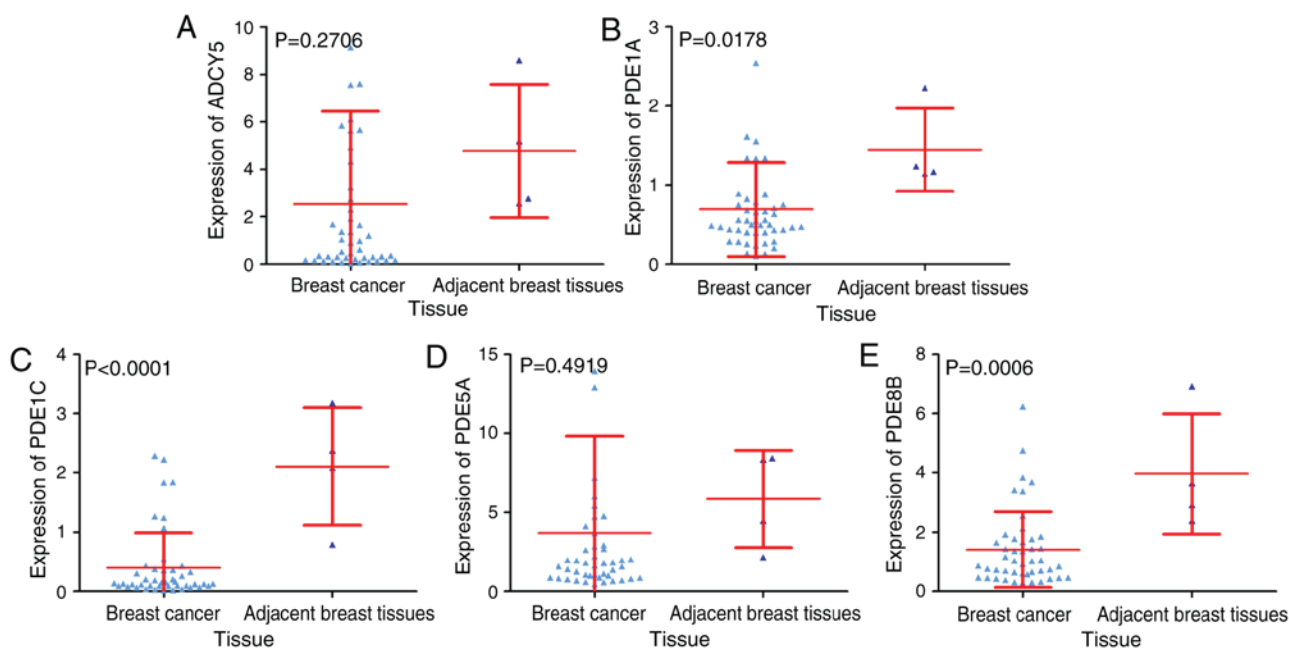 A
P=0.2706
Expression of ADCY5
10
8
6
4
2
0
Breast cancer
Adjacent breast tissues
Tissue
B
P=0.0178
Expression of PDE1A
3
2
1
0
Breast cancer
Adjacent breast tissues
Tissue
C
P<0.0001
Expression of PDE1C
4
3
2
1
0
Breast cancer
Adjacent breast tissues
Tissue
D
P=0.4919
Expression of PDE5A
15
10
5
0
Breast cancer
Adjacent breast tissues
Tissue
E
P=0.0006
Expression of PDE8B
8
6
4
2
0
Breast cancer
Adjacent breast tissues
Tissue